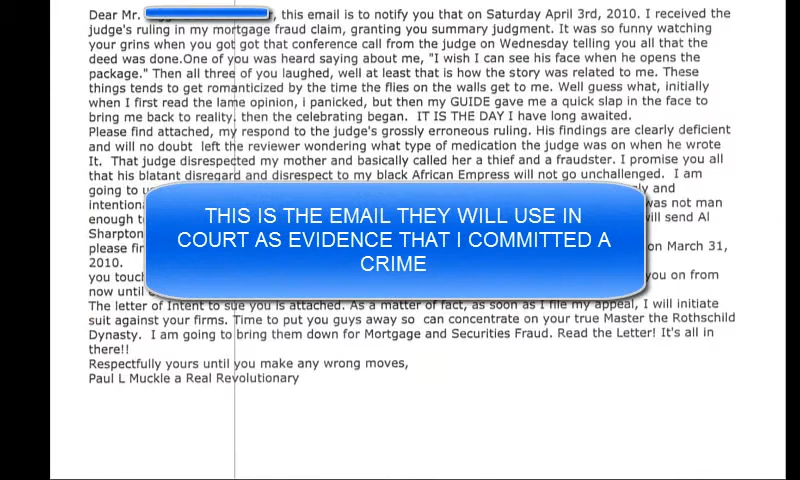 Dear Mr. , this email is to notify you that on Saturday April 3rd, 2010. I received the
judge's ruling in my mortgage fraud claim, granting you summary judgment. It was so funny watching
your grins when you got got that conference call from the judge on Wednesday telling you all that the
deed was done.One of you was heard saying about me, "I wish I can see his face when he opens the
package." Then all three of you laughed, well at least that is how the story was related to me. These
things tends to get romanticized by the time the flies on the walls get to me. Well guess what, initially
when I first read the lame opinion, i panicked, but then my GUIDE gave me a quick slap in the face to
bring me back to reality. then the celebrating began.  IT IS THE DAY I have long awaited.
Please find attached, my respond to the judge's grossly erroneous ruling. His findings are clearly deficient
and will no doubt  left the reviewer wondering what type of medication the judge was on when he wrote
It.  That judge disrespected my mother and basically called her a thief and a fraudster. I promise you all
that his blatant disregard and disrespect to my black African Empress will not go unchallenged.  I am
going to and
intentiona was not man
enough will send Al
Sharpton
please on March 31,
2010.
you you on from
now until
THIS IS THE EMAIL THEY WILL USE IN
COURT AS EVIDENCE THAT I COMMITTED A
CRIME
The letter of Intent to sue you is attached. As a matter of fact, as soon as I file my appeal, I will initiate
suit against your firms. Time to put you guys away so  can concentrate on your true Master the Rothschild
Dynasty.  I am going to bring them down for Mortgage and Securities Fraud. Read the Letter! It's all in
there!!
Respectfully yours until you make any wrong moves,
Paul L Muckle a Real Revolutionary